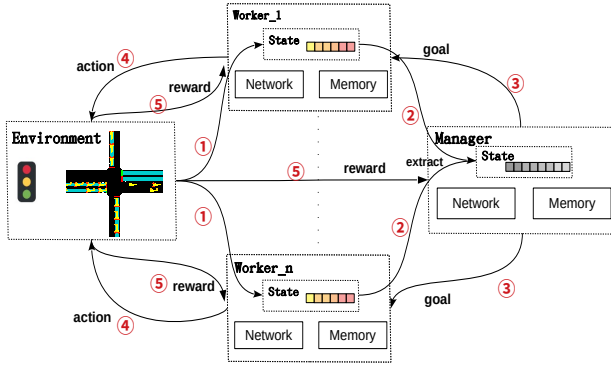 Worker_1
State
Network
Memory
goal
③
④
action
reward
⑤
①
②
Environment
⑤
reward
extract
Manager
State
Network
Memory
①
②
⑤
reward
action
④
Worker_n
State
Network
Memory
goal
③